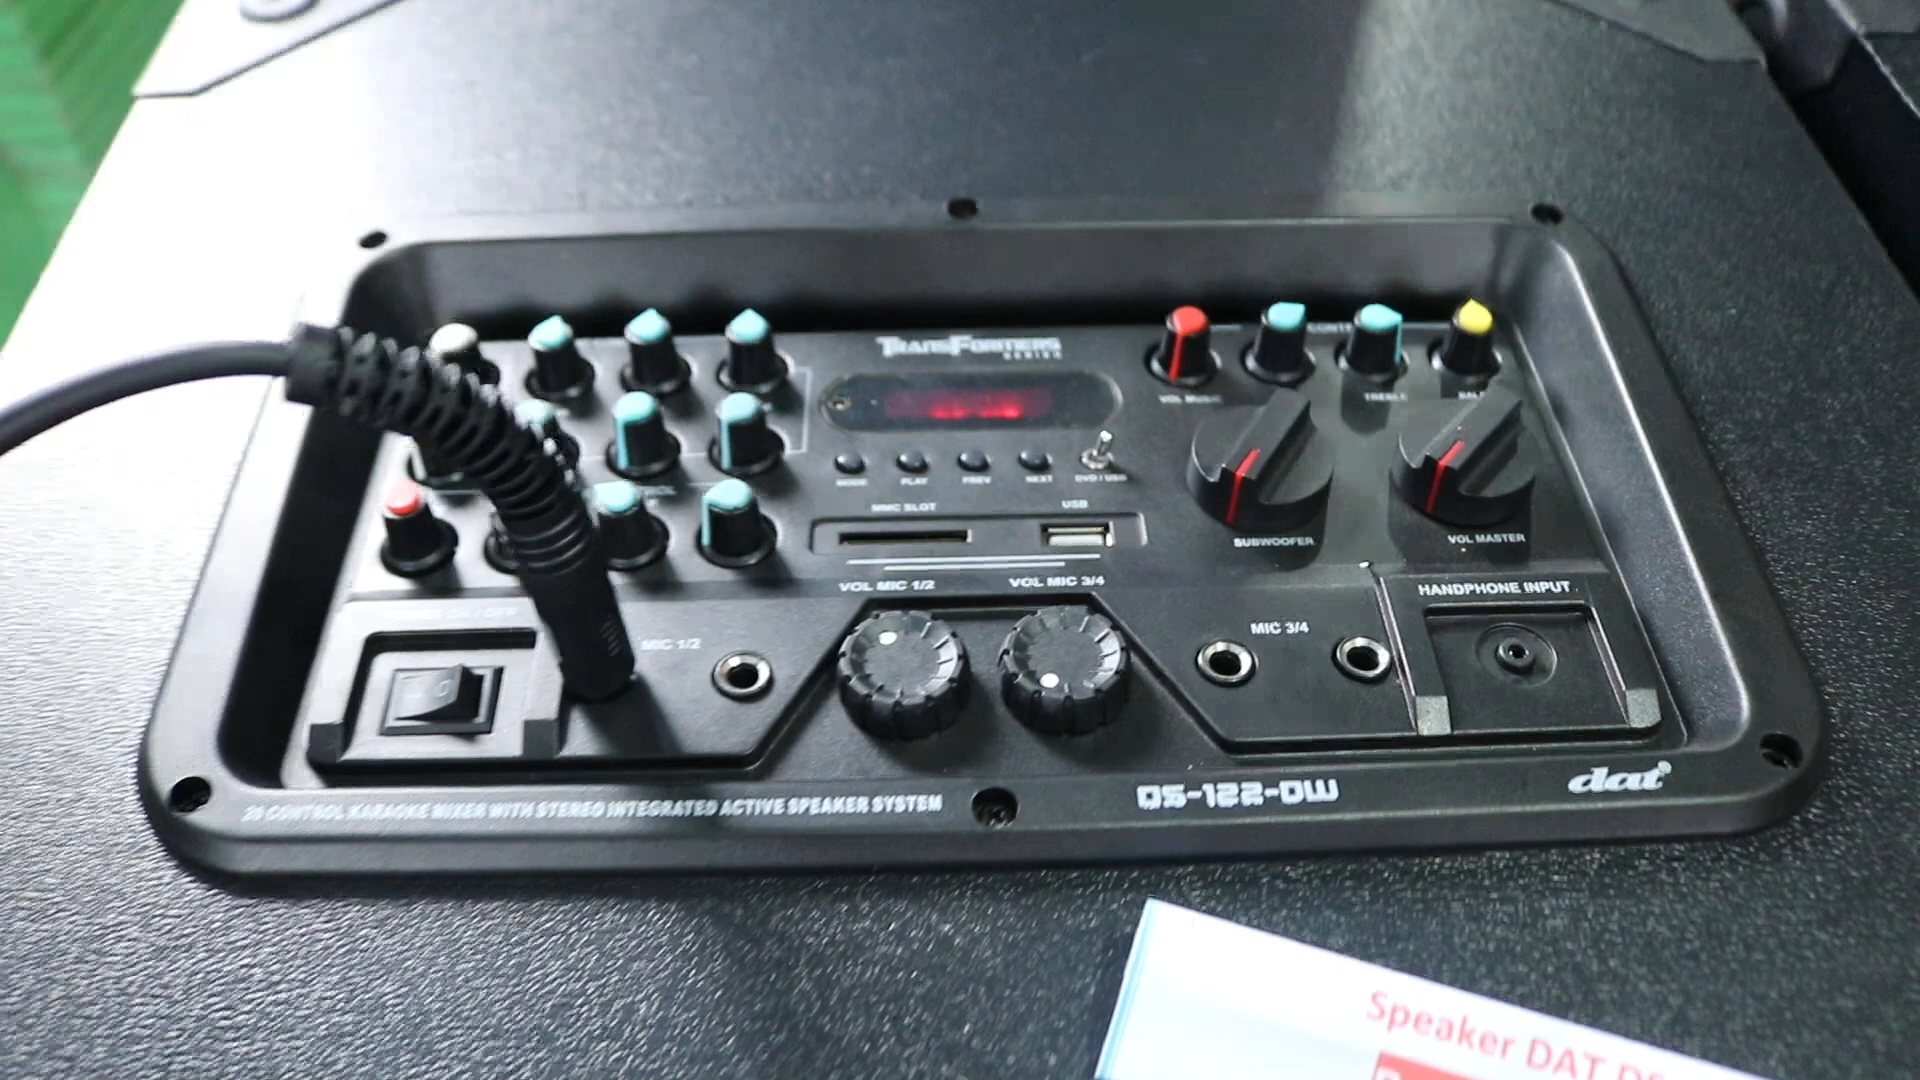 TRANSFORMERS
SERIES
VOL MUSIC
TREBLE
MODE
PLAY
PREV
NEXT
DVD / USB
MMC SLOT
USB
SUBWOOFER
VOL MASTER
VOL MIC 1/2
VOL MIC 3/4
HANDPHONE INPUT
MIC 1/2
MIC 3/4
CONTROL KARAOKE MIXER WITH STEREO INTEGRATED ACTIVE SPEAKER SYSTEM
DS-122-DW
dat
Speaker DAT